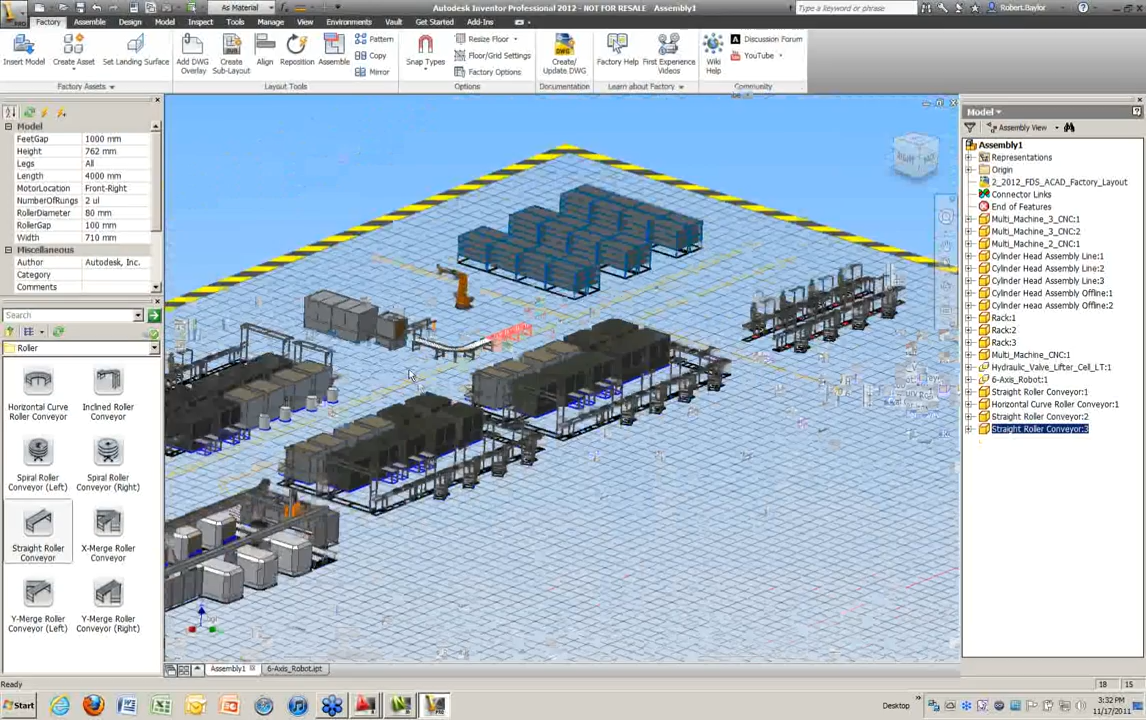 Autodesk Inventor Professional 2012 - NOT FOR RESALE - Assembly1
As Material
Type a keyword or phrase
Robert.Baylor
Factory
Assemble
Design
Model
Inspect
Tools
Manage
View
Environments
Vault
Get Started
Add-Ins
Insert Model
Create Asset
Set Landing Surface
Add DWG Overlay
Create Sub-Layout
Align
Reposition
Assemble
Pattern
Copy
Mirror
Snap Types
Resize Floor
Floor/Grid Settings
Factory Options
Create/ Update DWG
Factory Help
First Experience Videos
Wiki Help
Discussion Forum
YouTube
Factory Assets
Layout Tools
Options
Documentation
Learn about Factory
Community
Model
FeetGap 1000 mm
Height 762 mm
Legs All
Length 4000 mm
MotorLocation Front-Right
NumberOfRungs 2 ul
RollerDiameter 80 mm
RollerGap 100 mm
Width 710 mm
Miscellaneous
Author Autodesk, Inc.
Category
Comments
Search
Roller
Horizontal Curve Roller Conveyor
Inclined Roller Conveyor
Spiral Roller Conveyor (Left)
Spiral Roller Conveyor (Right)
Straight Roller Conveyor
X-Merge Roller Conveyor
Y-Merge Roller Conveyor (Left)
Y-Merge Roller Conveyor (Right)
RIGHT
BACK
Model
Assembly View
Assembly1
Representations
Origin
2_2012_FDS_ACAD_Factory_Layout
Connector Links
End of Features
Multi_Machine_3_CNC:1
Multi_Machine_3_CNC:2
Multi_Machine_2_CNC:1
Cylinder Head Assembly Line:1
Cylinder Head Assembly Line:2
Cylinder Head Assembly Line:3
Cylinder Head Assembly Offline:1
Cylinder Head Assembly Offline:2
Rack:1
Rack:2
Rack:3
Multi_Machine_CNC:1
Hydraulic_Valve_Lifter_Cell_LT:1
6-Axis_Robot:1
Straight Roller Conveyor:1
Horizontal Curve Roller Conveyor:1
Straight Roller Conveyor:2
Straight Roller Conveyor:3
Assembly1
6-Axis_Robot.ipt
Ready
18
15
Start
Desktop
3:32 PM
11/17/2011